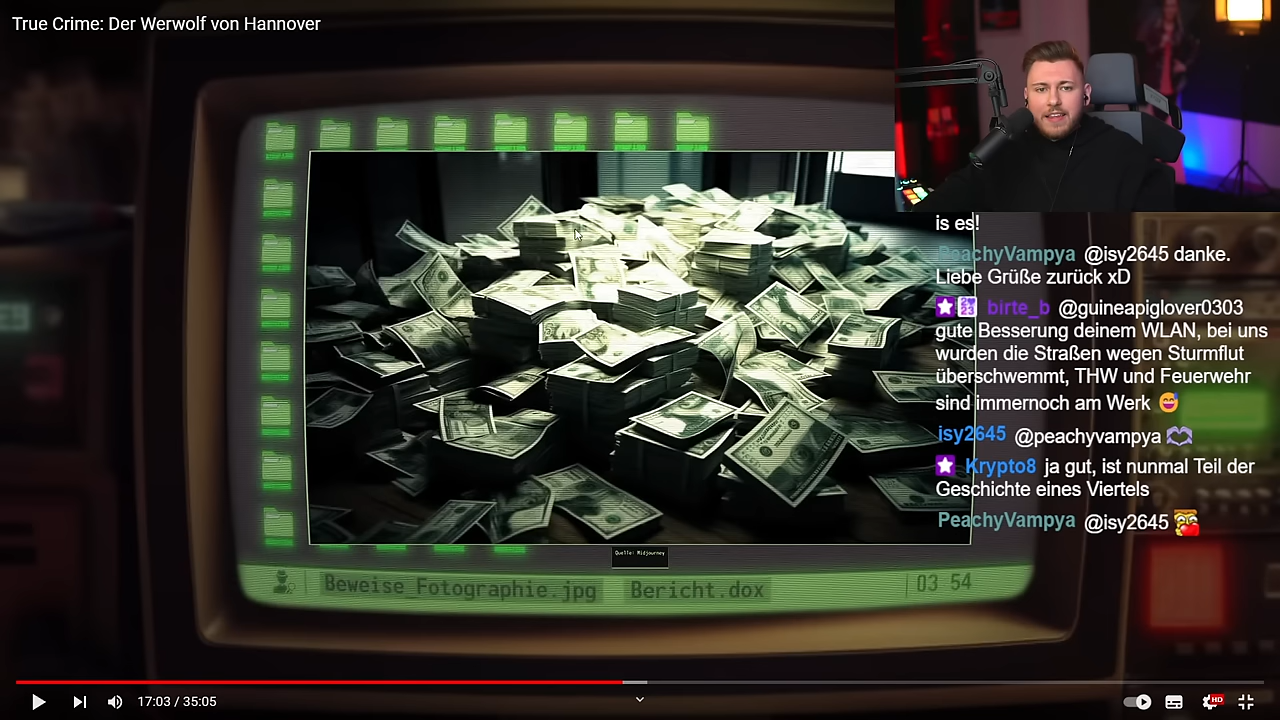 True Crime: Der Werwolf von Hannover
is es!
PeachyVampya @isy2645 danke.
Liebe Grüße zurück xD
birte_b @guineapiglover0303
gute Besserung deinem WLAN, bei uns
wurden die Straßen wegen Sturmflut
überschwemmt, THW und Feuerwehr
sind immernoch am Werk
isy2645 @peachyvampya
Krypto8 ja gut, ist nunmal Teil der
Geschichte eines Viertels
PeachyVampya @isy2645
Quelle: Midjourney
Beweise_Fotographie.jpg Bericht.dox 03 54
17:03 / 35:05
HD